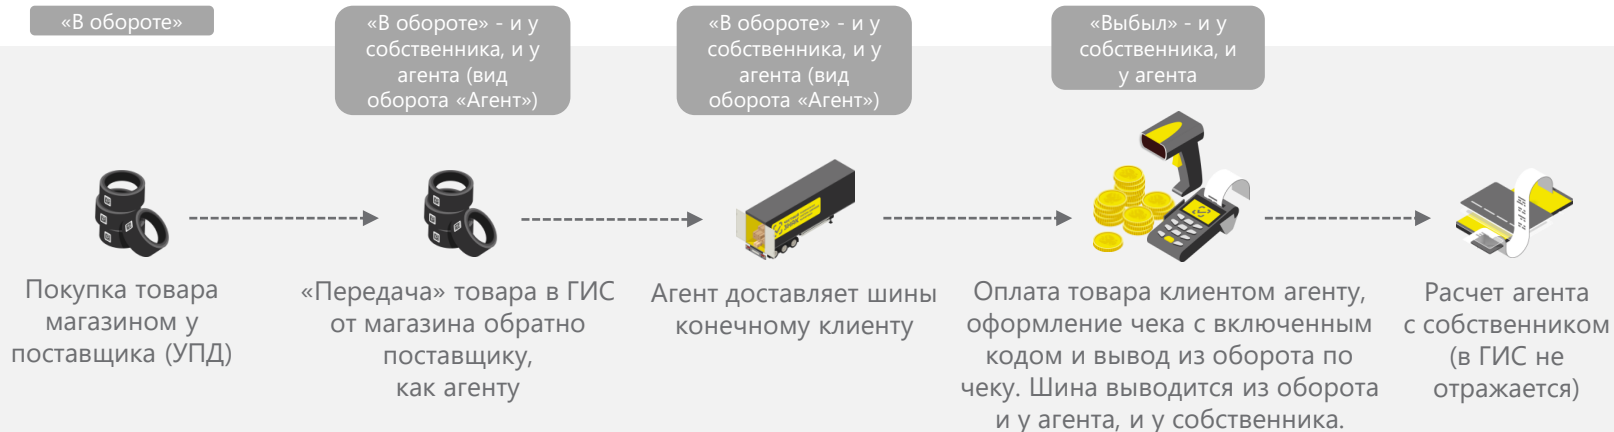 «В обороте»
«В обороте» - и у
собственника, и у
агента (вид
оборота «Агент»)
«В обороте» - и у
собственника, и у
агента (вид
оборота «Агент»)
«Выбыл» - и у
собственника, и
у агента
Покупка товара
магазином у
поставщика (УПД)
«Передача» товара в ГИС
от магазина обратно
поставщику,
как агенту
Агент доставляет шины
конечному клиенту
Оплата товара клиентом агенту,
оформление чека с включенным
кодом и вывод из оборота по
чеку. Шина выводится из оборота
и у агента, и у собственника.
Расчет агента
с собственником
(в ГИС не
отражается)